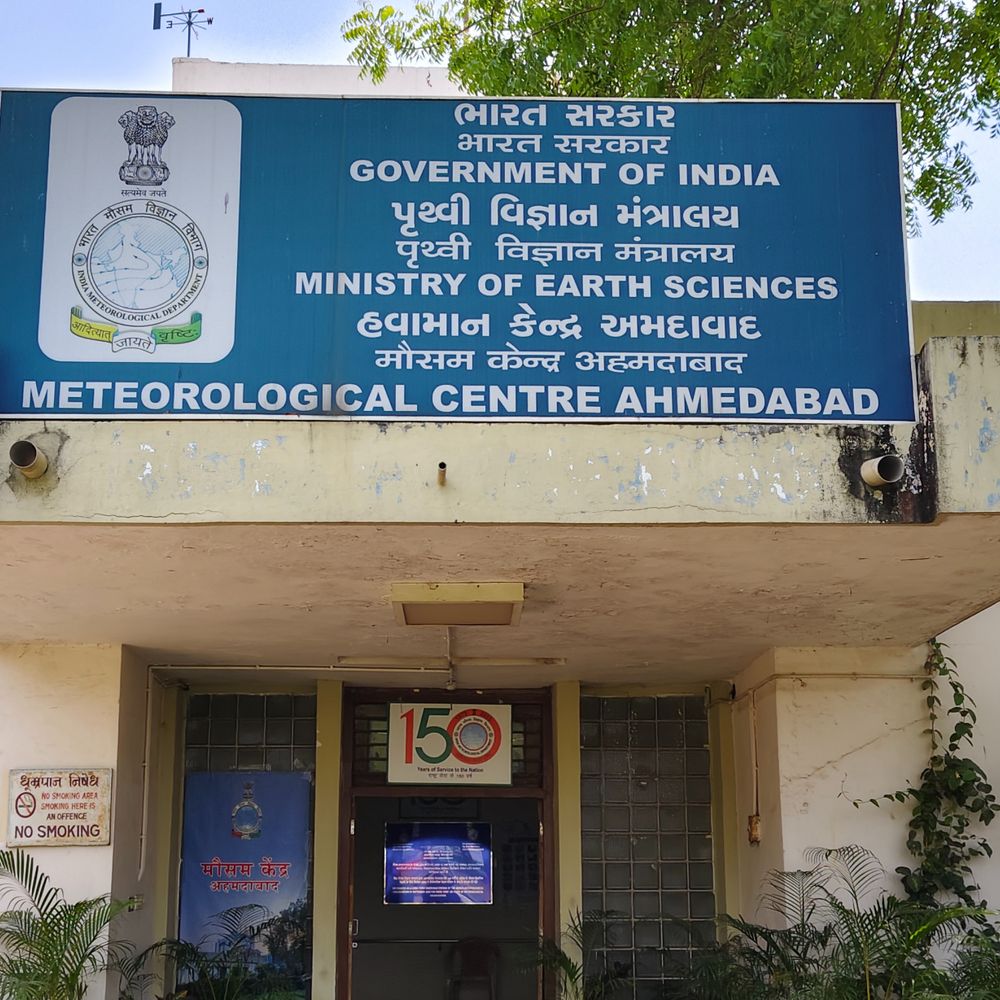 E
सत्यमेव जयते
भारत मौसम विज्ञान विभाग
INDIA METEOROLOGICAL DEPARTMENT
आदित्यात् जायते वृष्टिः
ભારત સરકાર
भारत सरकार
GOVERNMENT OF INDIA
પૃથ્વી વિજ્ઞાન મંત્રાલય
पृथ्वी विज्ञान मंत्रालय
MINISTRY OF EARTH SCIENCES
હવામાન કેન્દ્ર અમદાવાદ
मौसम केन्द्र अहमदाबाद
METEOROLOGICAL CENTRE AHMEDABAD
150
Years of Service to the Nation
राष्ट्र सेवा के 150 वर्ष
धूम्रपान निषेध
NO SMOKING AREA
SMOKING HERE IS
AN OFFENCE
NO SMOKING
मौसम केंद्र
अहमदाबाद